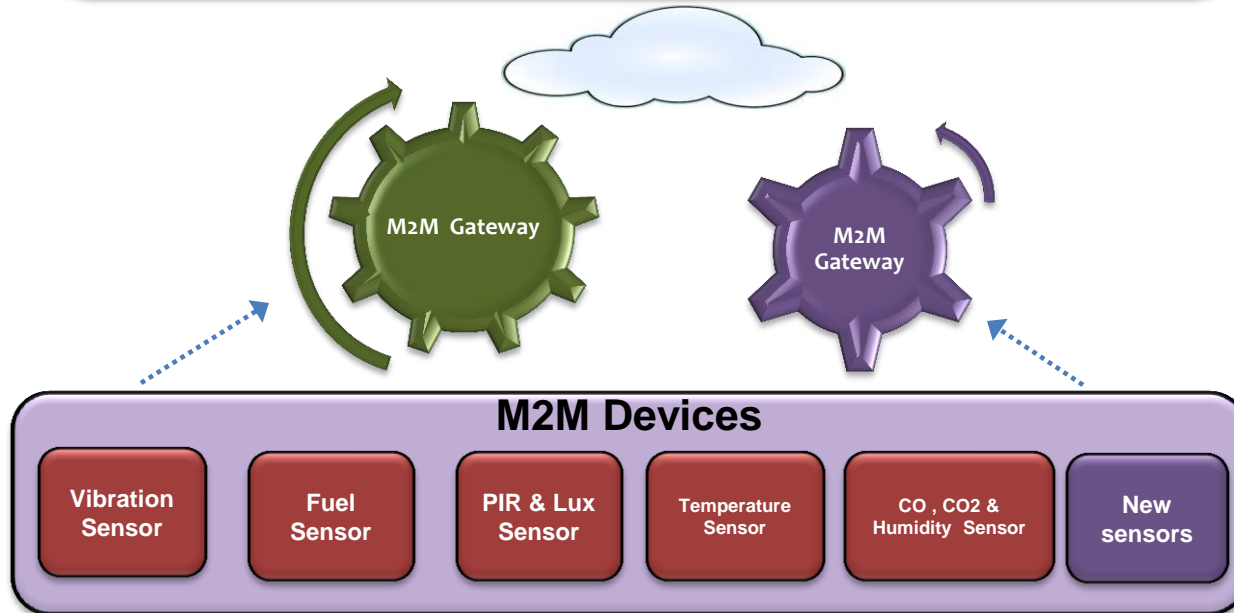 M2M Gateway
M2M
Gateway
M2M Devices
Vibration
Sensor
Fuel
Sensor
PIR & Lux
Sensor
Temperature
Sensor
CO , CO2 &
Humidity Sensor
New
sensors